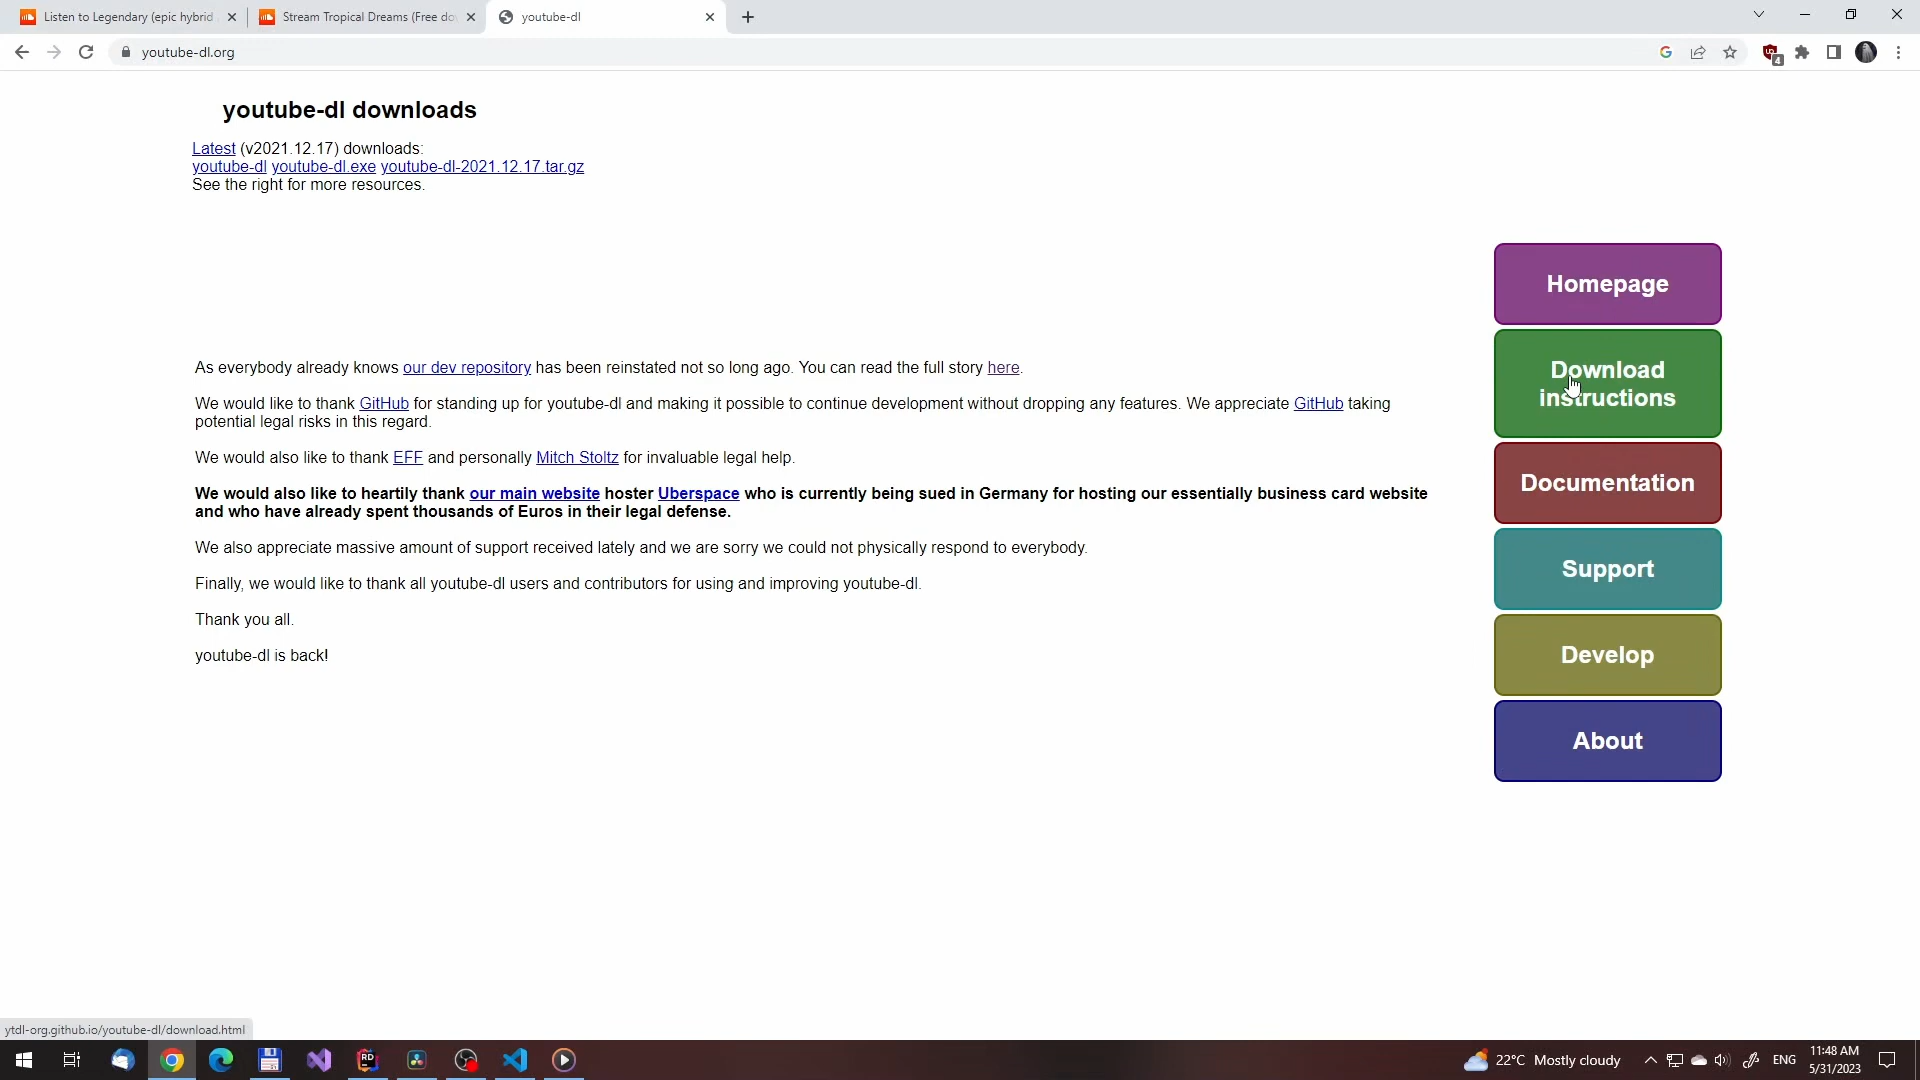 Listen to Legendary (epic hybrid
Stream Tropical Dreams (Free do
youtube-dl
youtube-dl.org
4
youtube-dl downloads
Latest (v2021.12.17) downloads:
youtube-dl youtube-dl.exe youtube-dl-2021.12.17.tar.gz
See the right for more resources.
Homepage
Download
instructions
Documentation
Support
Develop
About
As everybody already knows our dev repository has been reinstated not so long ago. You can read the full story here.
We would like to thank GitHub for standing up for youtube-dl and making it possible to continue development without dropping any features. We appreciate GitHub taking
potential legal risks in this regard.
We would also like to thank EFF and personally Mitch Stoltz for invaluable legal help.
We would also like to heartily thank our main website hoster Uberspace who is currently being sued in Germany for hosting our essentially business card website
and who have already spent thousands of Euros in their legal defense.
We also appreciate massive amount of support received lately and we are sorry we could not physically respond to everybody.
Finally, we would like to thank all youtube-dl users and contributors for using and improving youtube-dl.
Thank you all.
youtube-dl is back!
ytdl-org.github.io/youtube-dl/download.html
RD
22°C Mostly cloudy
ENG
11:48 AM
5/31/2023